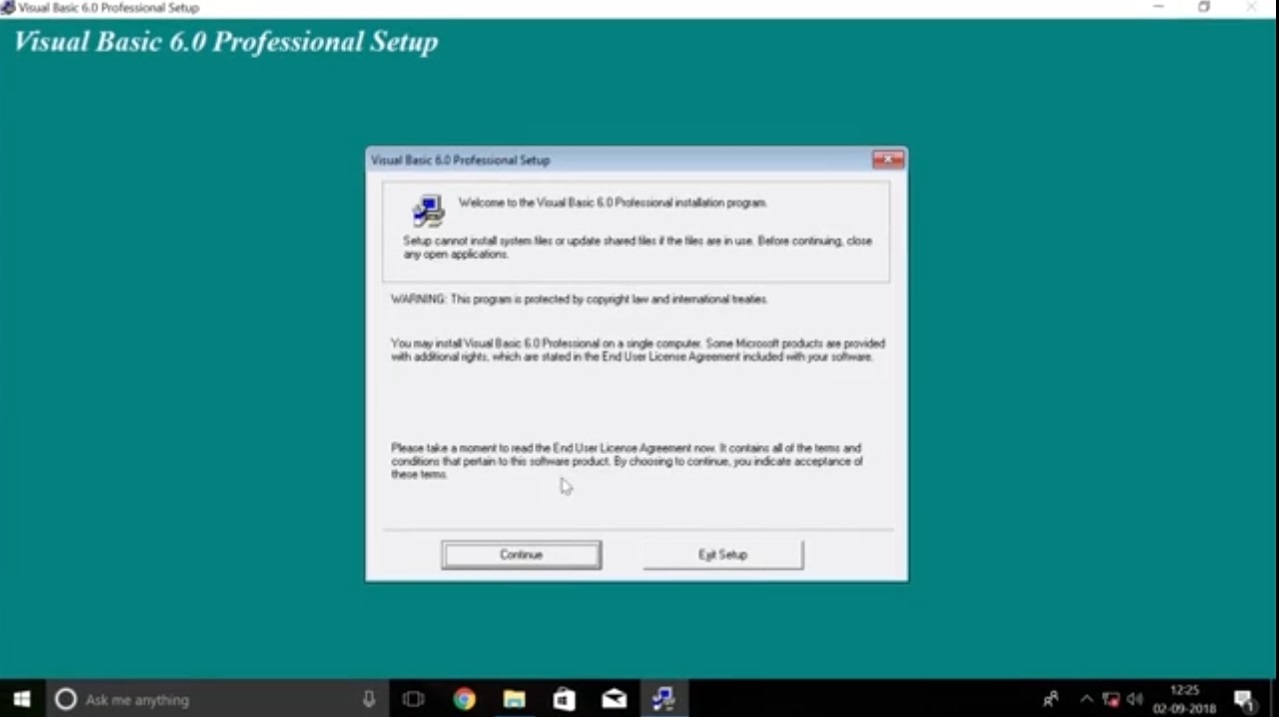 Visual Basic 6.0 Professional Setup
Visual Basic 6.0 Professional Setup
Visual Basic 6.0 Professional Setup
Welcome to the Visual Basic 6.0 Professional installation program.
Setup cannot install system files or update shared files if the files are in use. Before continuing, close
any open applications.
WARNING: This program is protected by copyright law and international treaties.
You may install Visual Basic 6.0 Professional on a single computer. Some Microsoft products are provided
with additional rights, which are stated in the End User License Agreement included with your software.
Please take a moment to read the End User License Agreement now. It contains all of the terms and
conditions that pertain to this software product. By choosing to continue, you indicate acceptance of
these terms.
Continue
Exit Setup
Ask me anything
12:25
02-09-2018
1